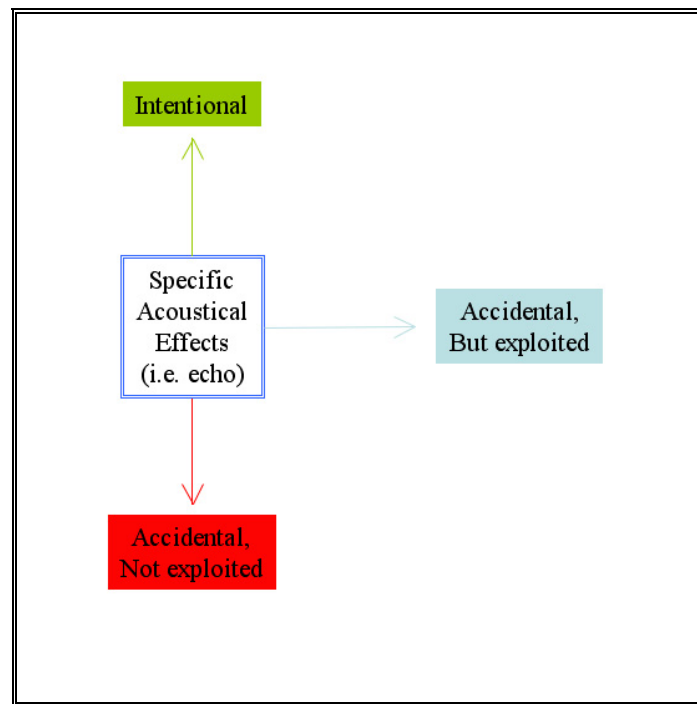 Intentional
Specific
Acoustical
Effects
(i.e. echo)
Accidental,
But exploited
Accidental,
Not exploited